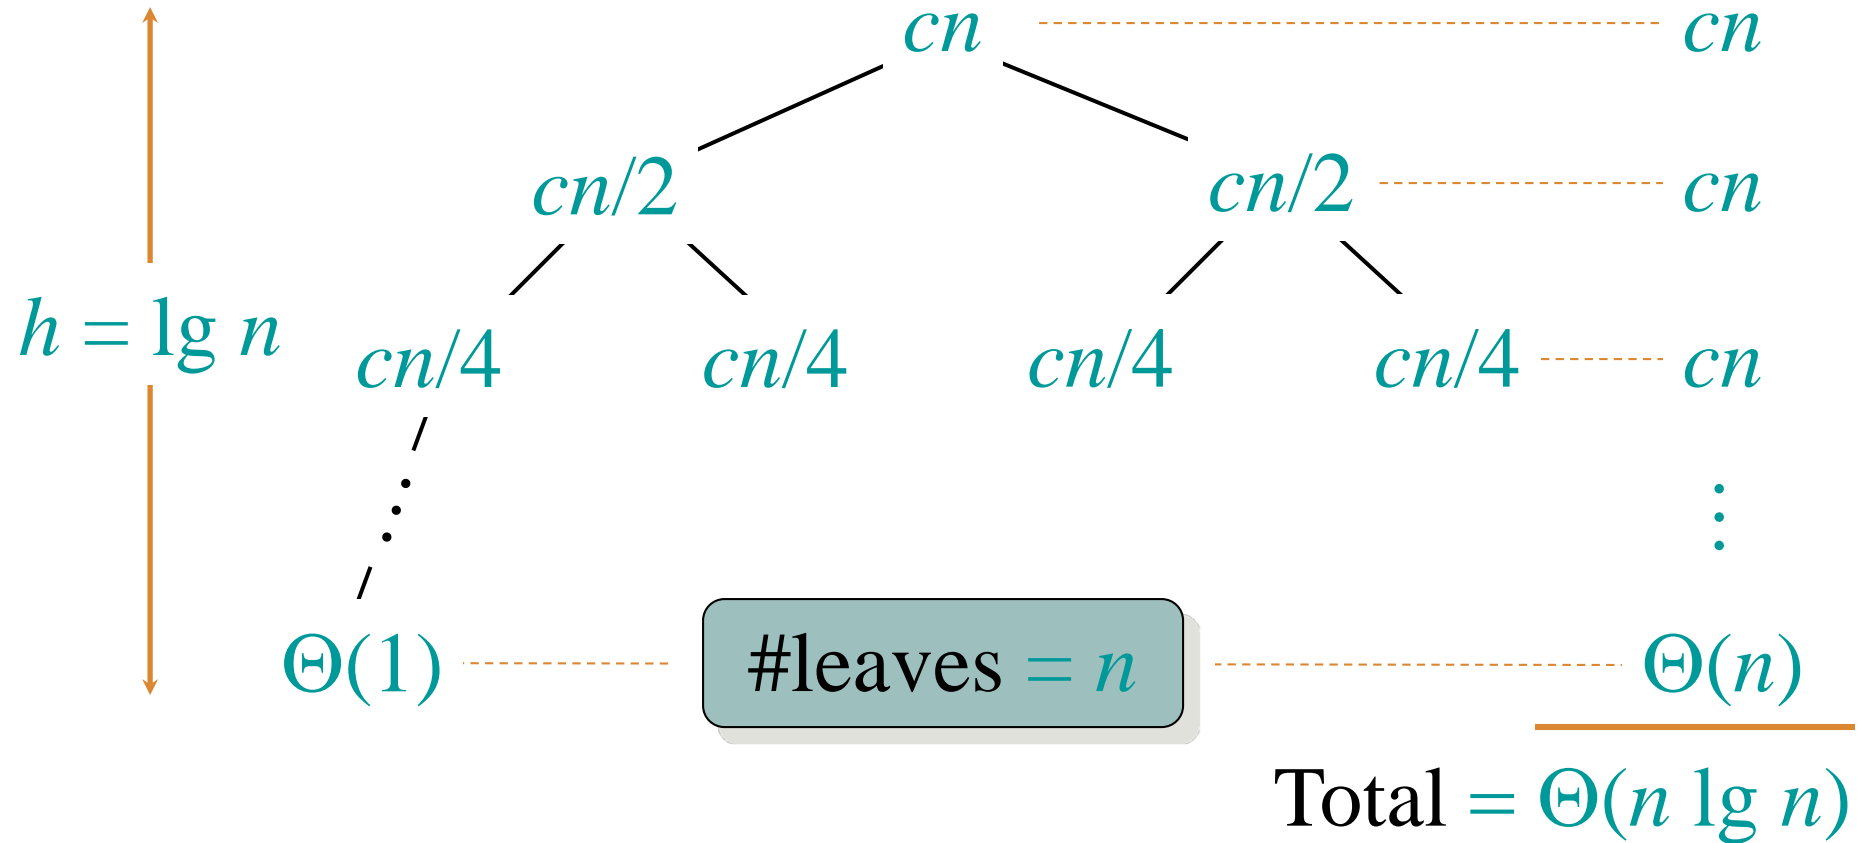 cn cn
cn/2 cn/2 cn
h = lg n
cn/4 cn/4 cn/4 cn/4 cn
Θ(1) #leaves = n Θ(n)
Total = Θ(n lg n)